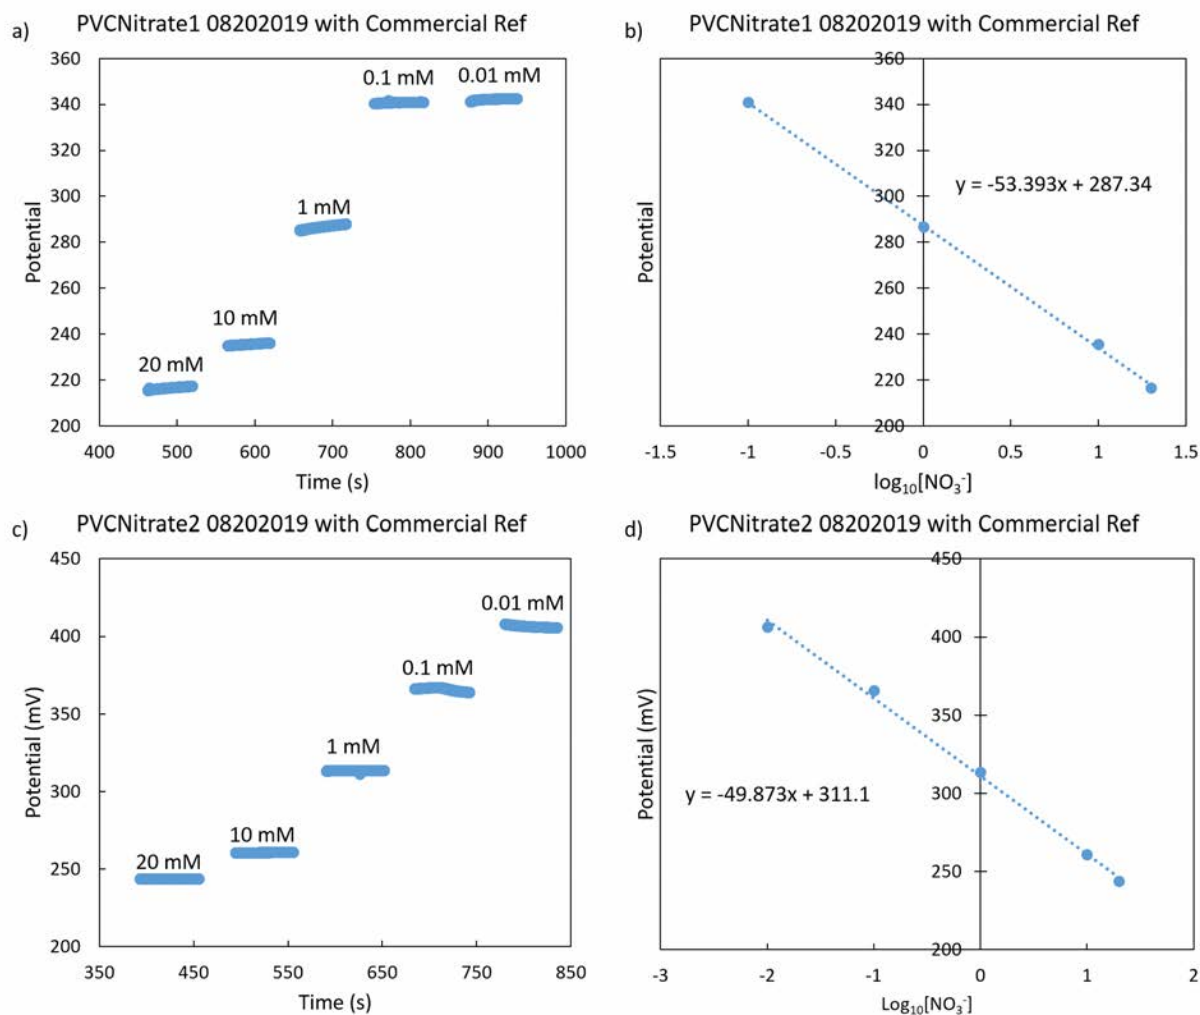 a) PVCNitrate1 08202019 with Commercial Ref
360
340
320
300
280
260
240
220
200
Potential
0.1 mM
0.01 mM
1 mM
10 mM
20 mM
400 500 600 700 800 900 1000
Time (s)
b) PVCNitrate1 08202019 with Commercial Ref
360
340
320
300
280
260
240
220
200
Potential
y = -53.393x + 287.34
-1.5 -1 -0.5 0 0.5 1 1.5
log₁₀[NO₃⁻]
c) PVCNitrate2 08202019 with Commercial Ref
450
400
350
300
250
200
Potential (mV)
0.01 mM
0.1 mM
1 mM
10 mM
20 mM
350 450 550 650 750 850
Time (s)
d) PVCNitrate2 08202019 with Commercial Ref
450
400
350
300
250
200
Potential (mV)
y = -49.873x + 311.1
-3 -2 -1 0 1 2
Log₁₀[NO₃⁻]